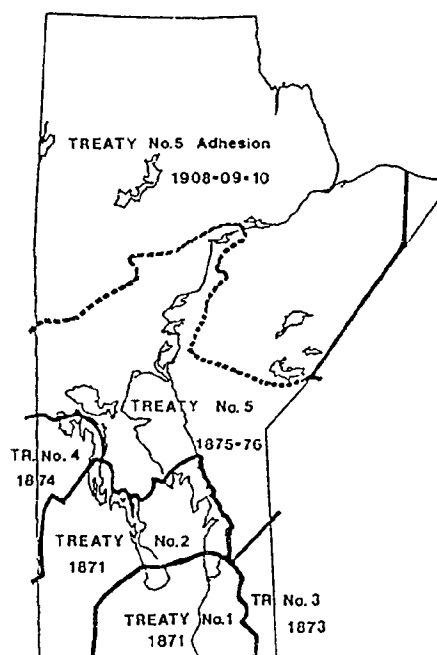 TREATY No.5 Adhesion
1908-09-10
TREATY No.5
1875-76
TR. No.4
1874
TREATY No.2
1871
TR. No.3
1873
TREATY No.1
1871